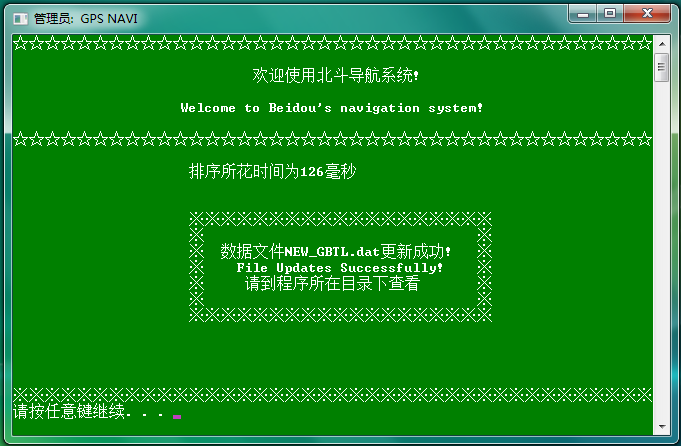 管理员: GPS NAVI
欢迎使用北斗导航系统!
Welcome to Beidou's navigation system!
排序所花时间为126毫秒
数据文件NEW_GBTL.dat更新成功!
File Updates Successfully!
请到程序所在目录下查看
请按任意键继续. . .